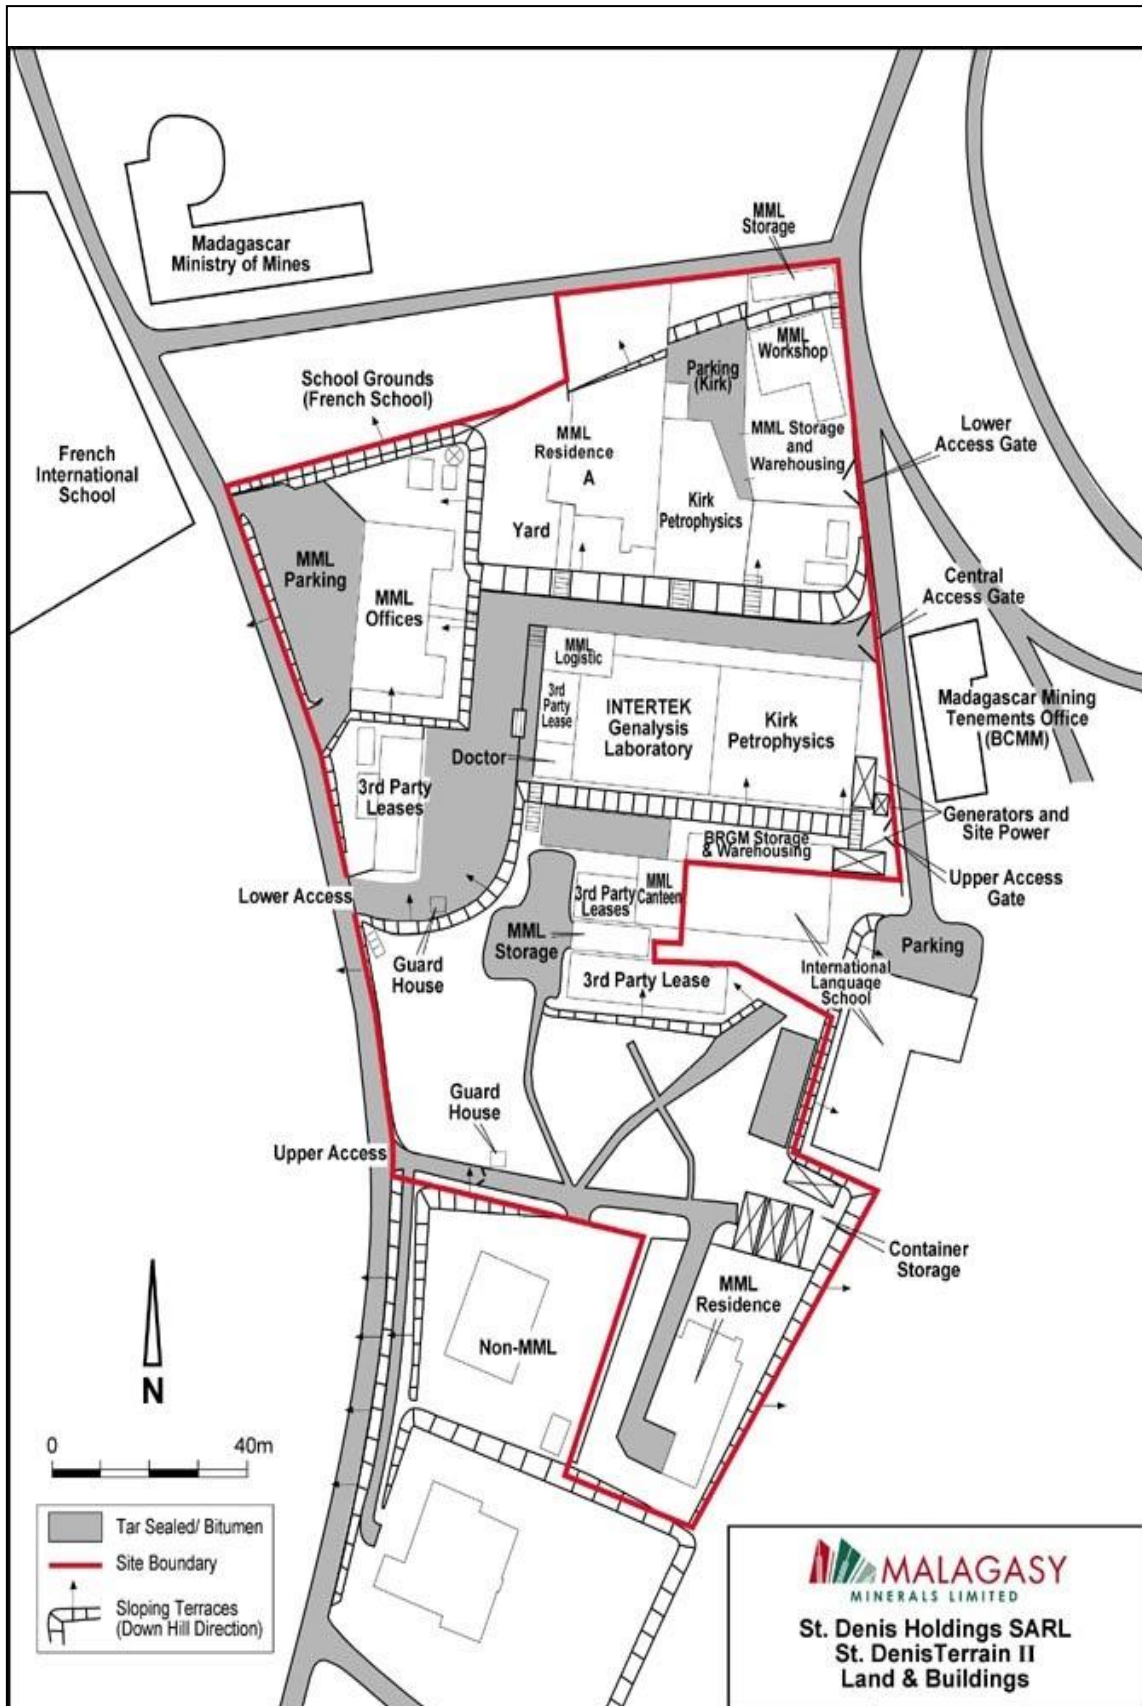 MML
Storage
Madagascar
Ministry of Mines
MML
Workshop
Parking
(Kirk)
School Grounds
(French School)
Lower
Access Gate
MML
Residence
A
MML Storage
and
Warehousing
French
International
School
Kirk
Petrophysics
Yard
MML
Parking
MML
Offices
Central
Access Gate
MML
Logistic
3rd
Party
Lease
INTERTEK
Genalysis
Laboratory
Kirk
Petrophysics
Madagascar Mining
Tenements Office
(BCMM)
Doctor
3rd Party
Leases
Generators and
Site Power
BRGM Storage
& Warehousing
Upper Access
Gate
Lower Access
3rd Party
Leases
MML
Canteen
MML
Storage
Parking
Guard
House
International
Language
School
3rd Party Lease
Guard
House
Upper Access
Container
Storage
MML
Residence
Non-MML
N
0 40m
Tar Sealed/ Bitumen
Site Boundary
Sloping Terraces
(Down Hill Direction)
MALAGASY
MINERALS LIMITED
St. Denis Holdings SARL
St. DenisTerrain II
Land & Buildings